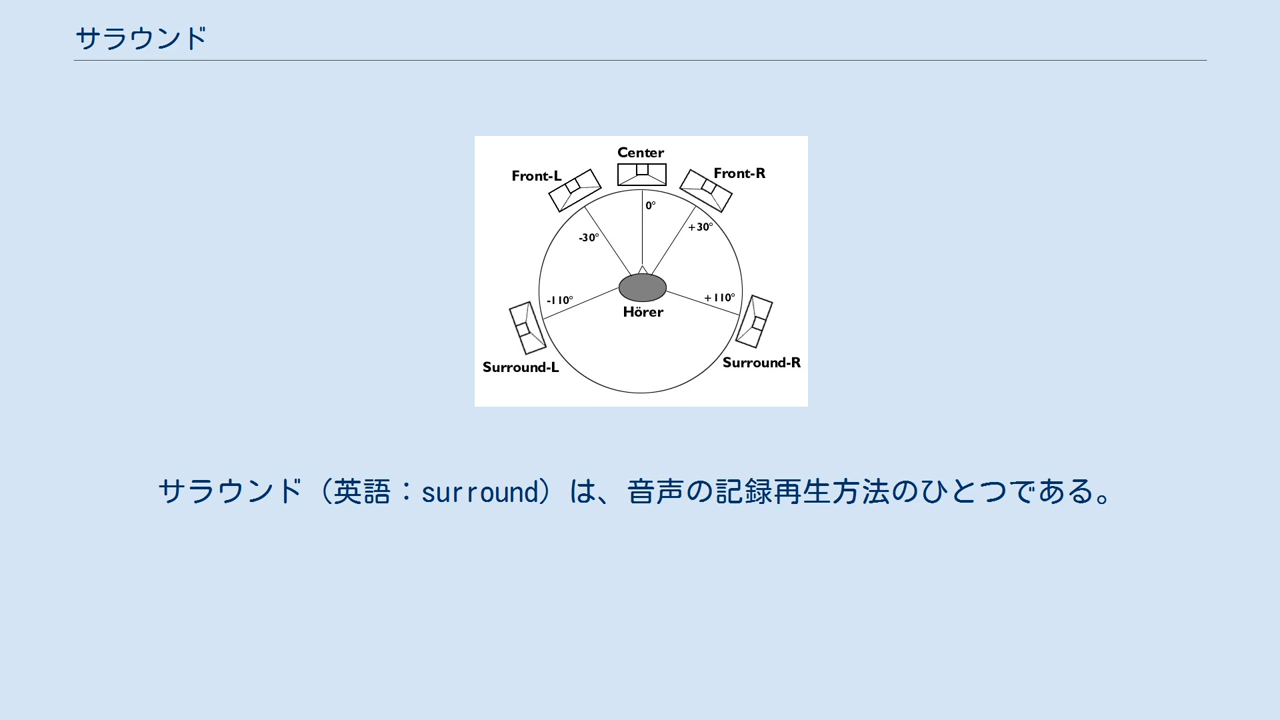 サラウンド
Center
Front-L
Front-R
0°
-30°
+30°
-110°
+110°
Hörer
Surround-L
Surround-R
サラウンド（英語：surround）は、音声の記録再生方法のひとつである。